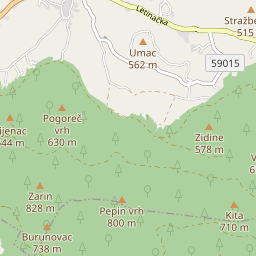 Letinačka
Stražbe
515
Umac
562 m
59015
Pogoreč
vrh
630 m
ijenac
44 m
Zidine
578 m
V
Zarin
828 m
Pepin vrh
800 m
Kita
710 m
Burunovac
738 m